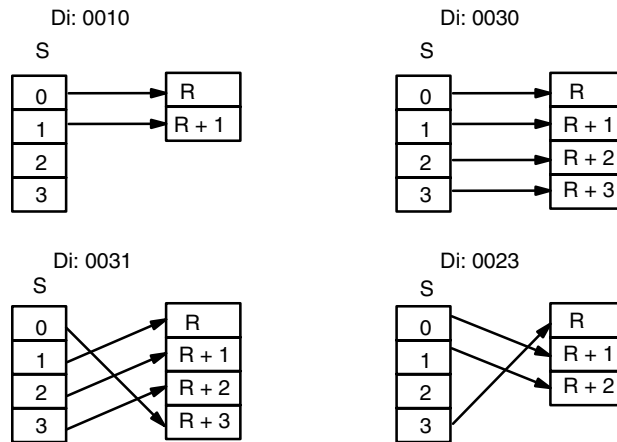 Di: 0010
S
0
1
2
3
R
R + 1
Di: 0030
S
0
1
2
3
R
R + 1
R + 2
R + 3
Di: 0031
S
0
1
2
3
R
R + 1
R + 2
R + 3
Di: 0023
S
0
1
2
3
R
R + 1
R + 2